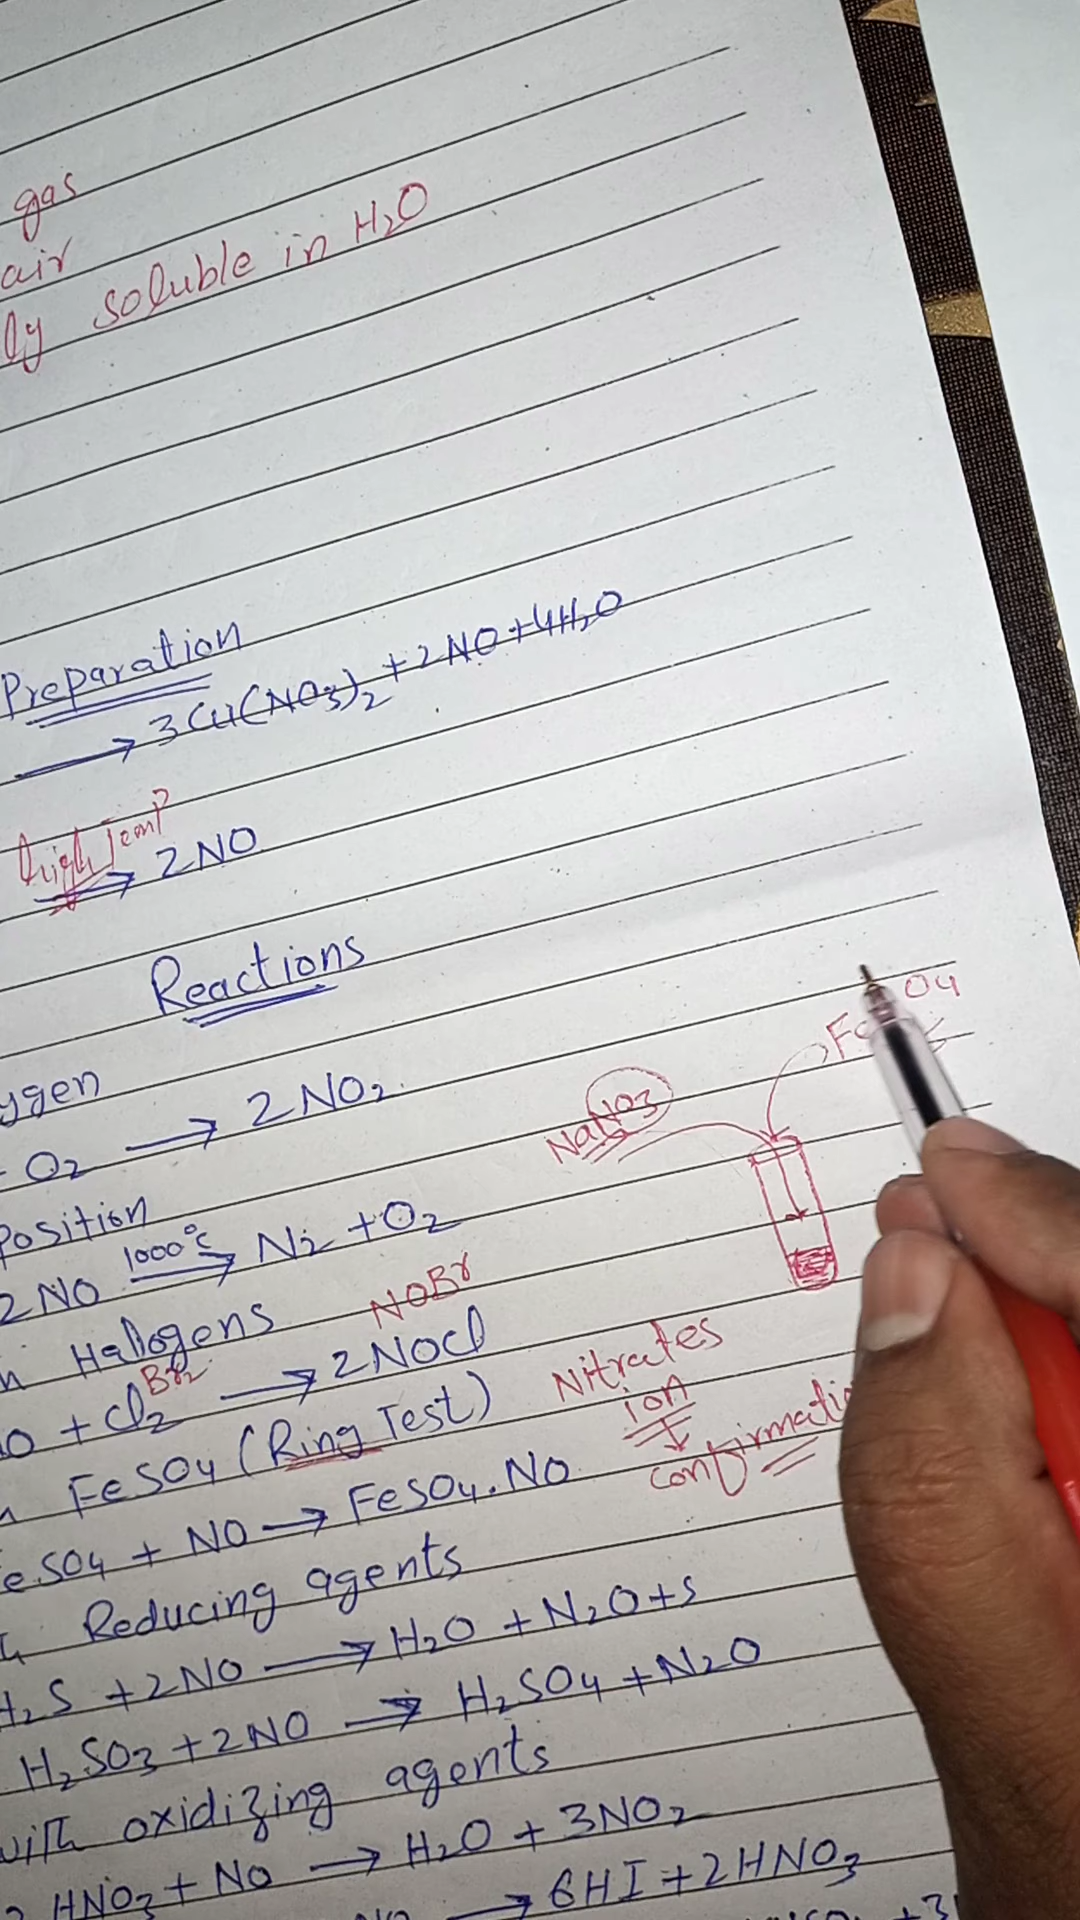 gas
air
ly soluble in H₂O
Preparation
⟶ 3Cu(NO₃)₂ + 2NO + 4H₂O
high temp
⟶ 2NO
Reactions
ygen
O₂ ⟶ 2NO₂
O₄
NaNO₃
position
2NO 1000°C ⟶ N₂ + O₂
Halogens
NOBr
Br₂
O + Cl₂ ⟶ 2NOCl
Nitrates
ion
confirmati
FeSO₄ (Ring Test)
eSO₄ + NO ⟶ FeSO₄.NO
Reducing agents
H₂S + 2NO ⟶ H₂O + N₂O + S
H₂SO₃ + 2NO ⟶ H₂SO₄ + N₂O
with oxidizing agents
HNO₃ + NO ⟶ H₂O + 3NO₂
⟶ 6HI + 2HNO₃